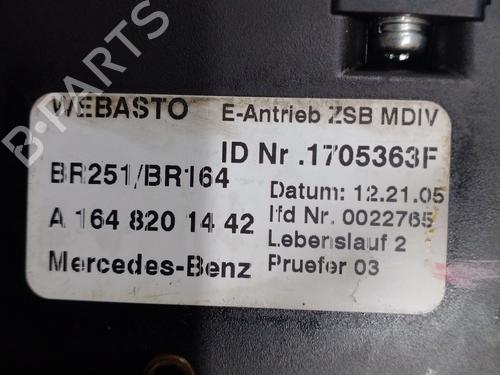 WEBASTO E-Antrieb ZSB MDIV
ID Nr .1705363F
BR251/BR164
Datum: 12.21.05
A 164 820 14 42
lfd Nr. 0022765
Lebenslauf 2
Mercedes-Benz
Pruefer 03
B-PARTS